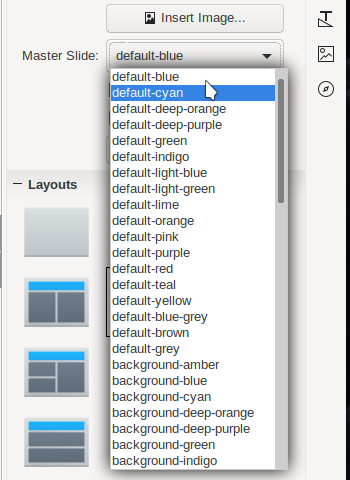 Insert Image...
Master Slide: default-blue
default-blue
default-cyan
default-deep-orange
default-deep-purple
default-green
default-indigo
default-light-blue
default-light-green
default-lime
default-orange
default-pink
default-purple
default-red
default-teal
default-yellow
default-blue-grey
default-brown
default-grey
background-amber
background-blue
background-cyan
background-deep-orange
background-deep-purple
background-green
background-indigo
Layouts